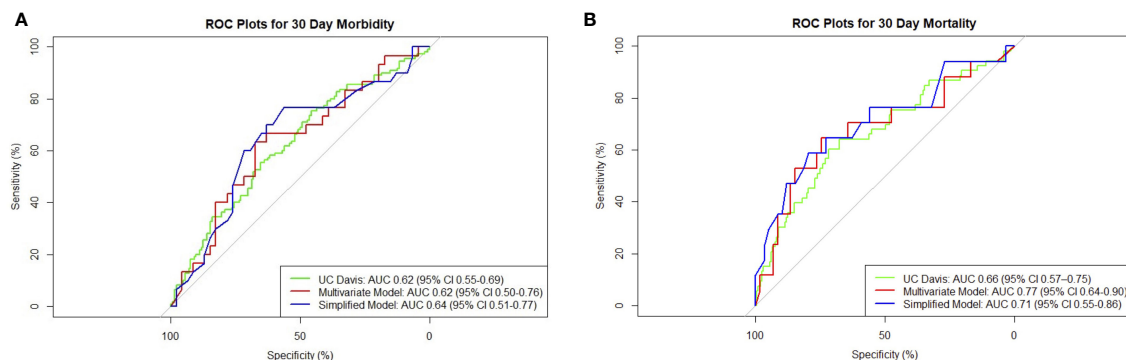 A
ROC Plots for 30 Day Morbidity
Sensitivity (%)
100
80
60
40
20
0
UC Davis: AUC 0.62 (95% CI 0.55-0.69)
Multivariate Model: AUC 0.62 (95% CI 0.50-0.76)
Simplified Model: AUC 0.64 (95% CI 0.51-0.77)
100 50 0
Specificity (%)
B
ROC Plots for 30 Day Mortality
Sensitivity (%)
100
80
60
40
20
0
UC Davis: AUC 0.66 (95% CI 0.57–0.75)
Multivariate Model: AUC 0.77 (95% CI 0.64-0.90)
Simplified Model: AUC 0.71 (95% CI 0.55-0.86)
100 50 0
Specificity (%)